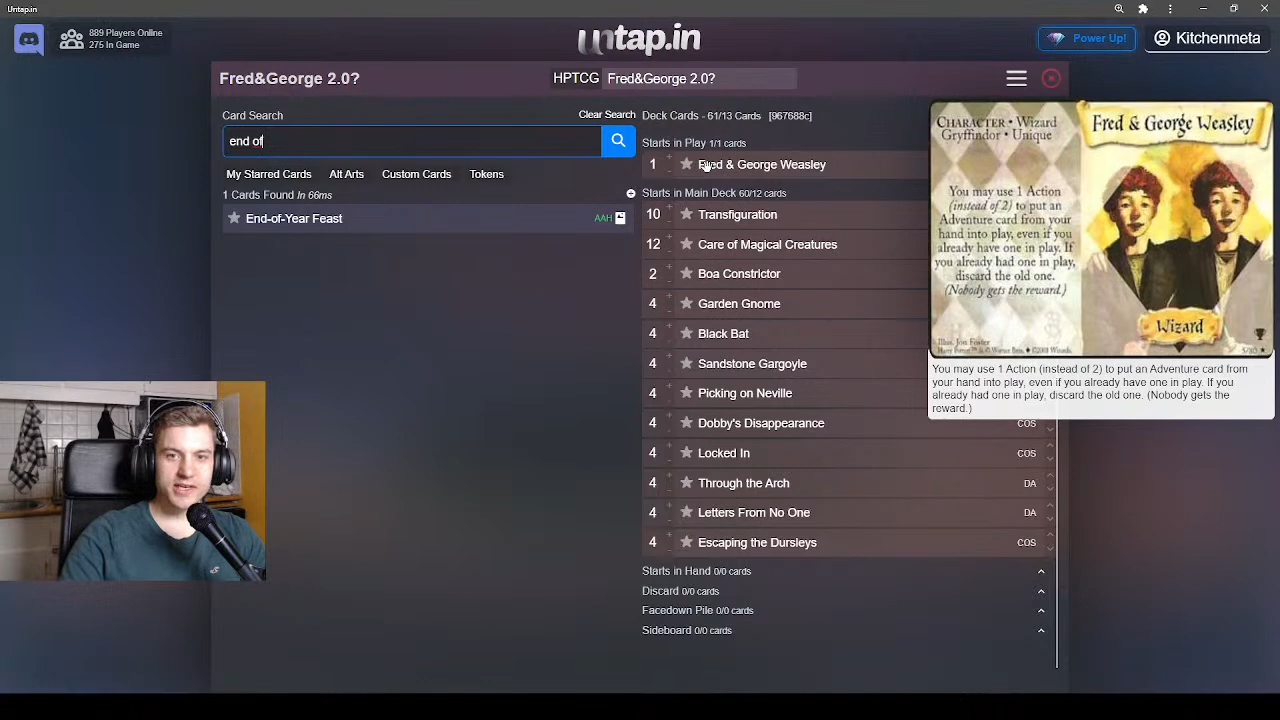 Untap.in
889 Players Online
275 In Game
untap.in
Power Up!
Kitchenmeta
Fred&George 2.0?
HPTCG
Fred&George 2.0?
Card Search
Clear Search
end of
My Starred Cards
Alt Arts
Custom Cards
Tokens
1 Cards Found In 66ms
End-of-Year Feast
AAH
Deck Cards - 61/13 Cards
[967688c]
Starts in Play 1/1 cards
1 Fred & George Weasley
Starts in Main Deck 60/12 cards
10 Transfiguration
12 Care of Magical Creatures
2 Boa Constrictor
4 Garden Gnome
4 Black Bat
4 Sandstone Gargoyle
4 Picking on Neville
4 Dobby's Disappearance COS
4 Locked In COS
4 Through the Arch DA
4 Letters From No One DA
4 Escaping the Dursleys COS
Starts in Hand 0/0 cards
Discard 0/0 cards
Facedown Pile 0/0 cards
Sideboard 0/0 cards
Character • Wizard
Gryffindor • Unique
Fred & George Weasley
You may use 1 Action
(instead of 2) to put an
Adventure card from your
hand into play, even if you
already have one in play. If
you already had one in play,
discard the old one.
(Nobody gets the
reward.)
Wizard
Illus. Jon Foster
You may use 1 Action (instead of 2) to put an Adventure card from
your hand into play, even if you already have one in play. If you
already had one in play, discard the old one. (Nobody gets the
reward.)